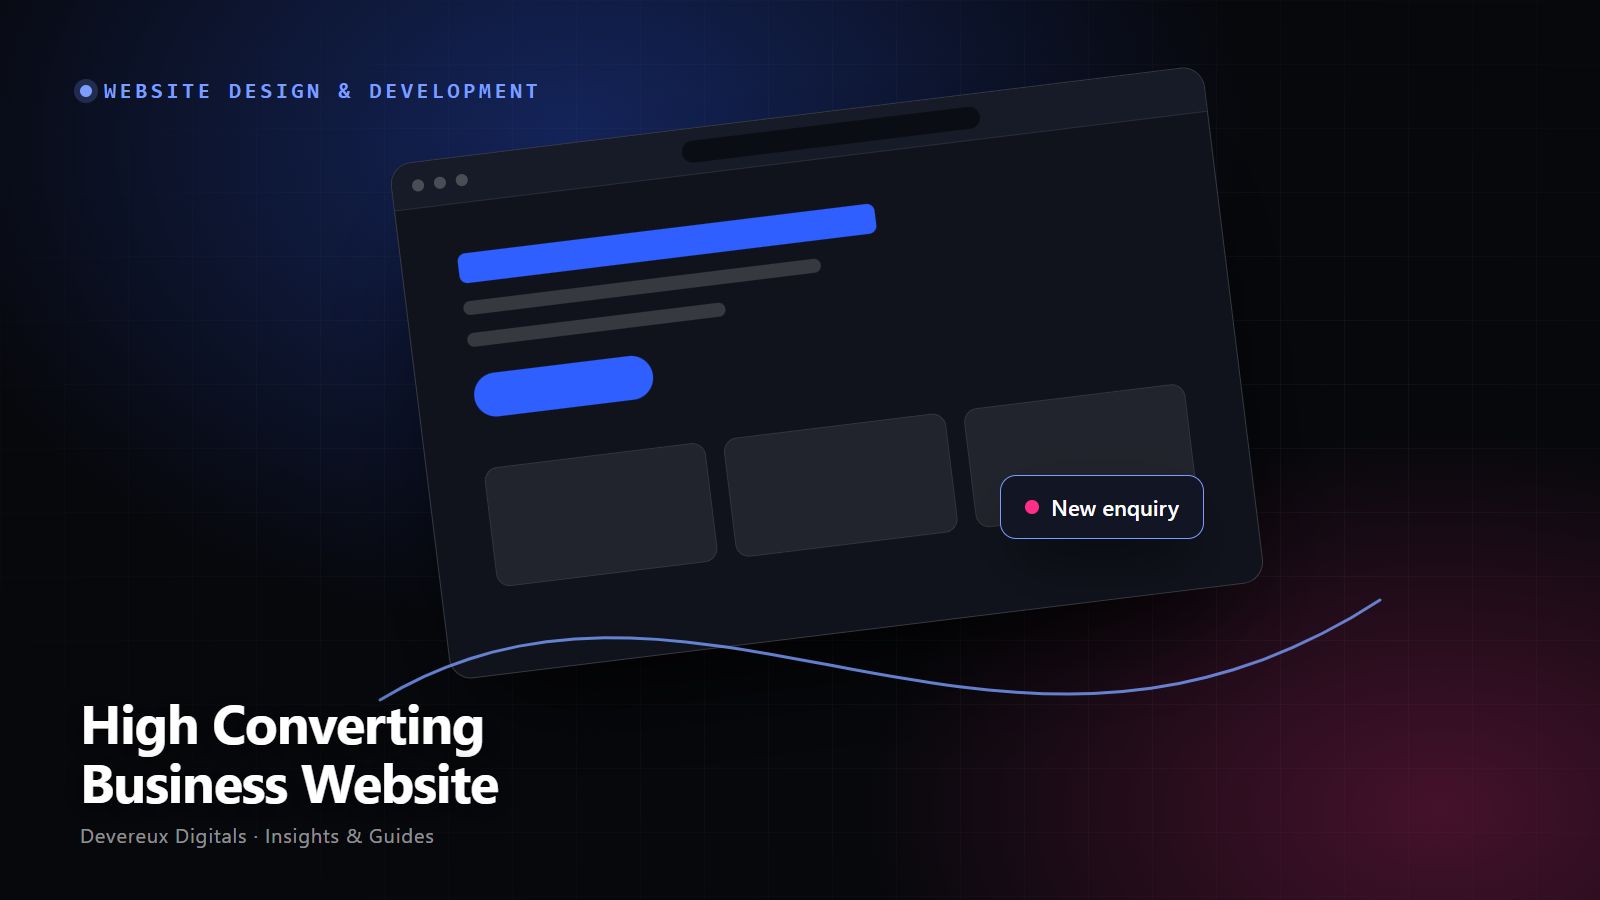 WEBSITE DESIGN & DEVELOPMENT
New enquiry
High Converting
Business Website
Devereux Digitals · Insights & Guides